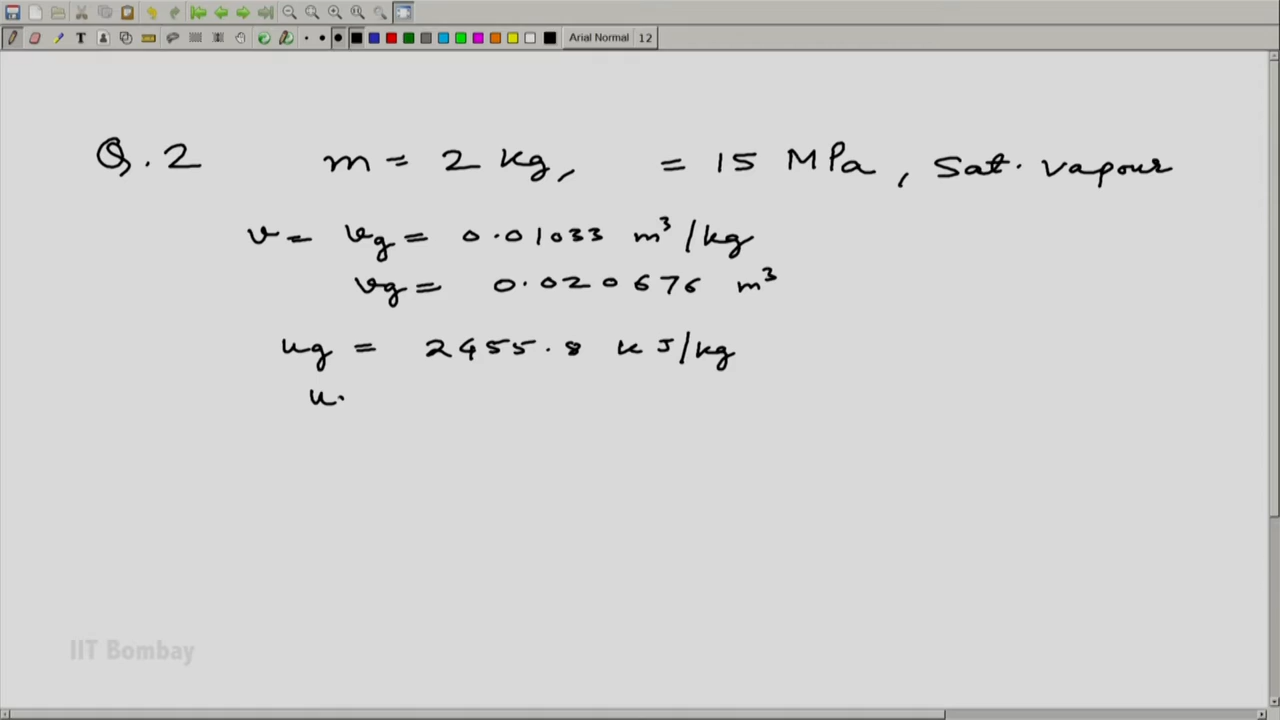 Arial Normal 12
Q.2 m = 2 kg, = 15 MPa, Sat. vapour
v = vg = 0.01033 m³/kg
vg = 0.020676 m³
ug = 2455.8 kJ/kg
u.
IIT Bombay